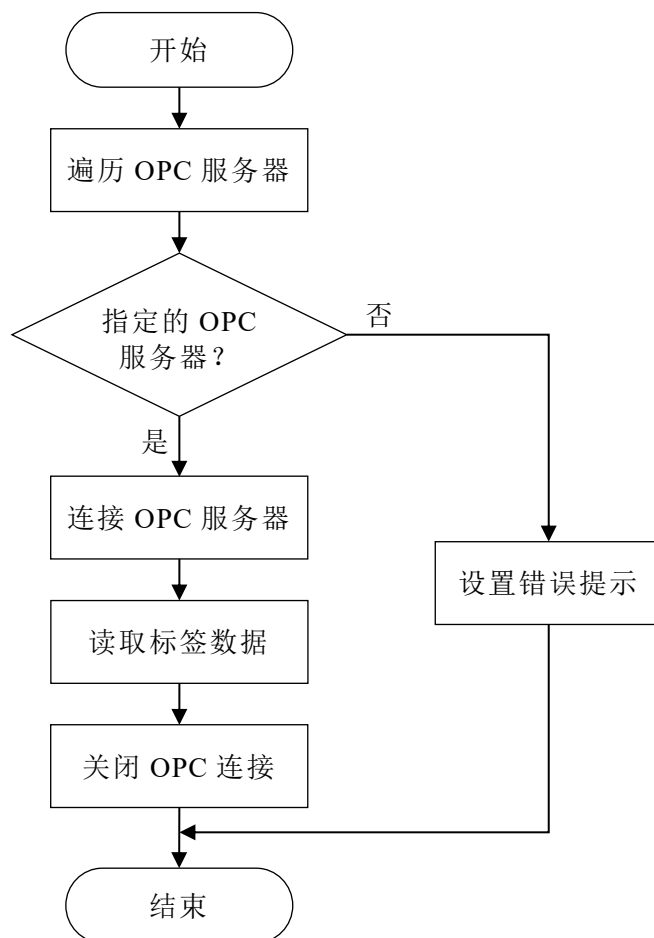 开始
遍历 OPC 服务器
指定的 OPC
服务器？
否
是
连接 OPC 服务器
设置错误提示
读取标签数据
关闭 OPC 连接
结束